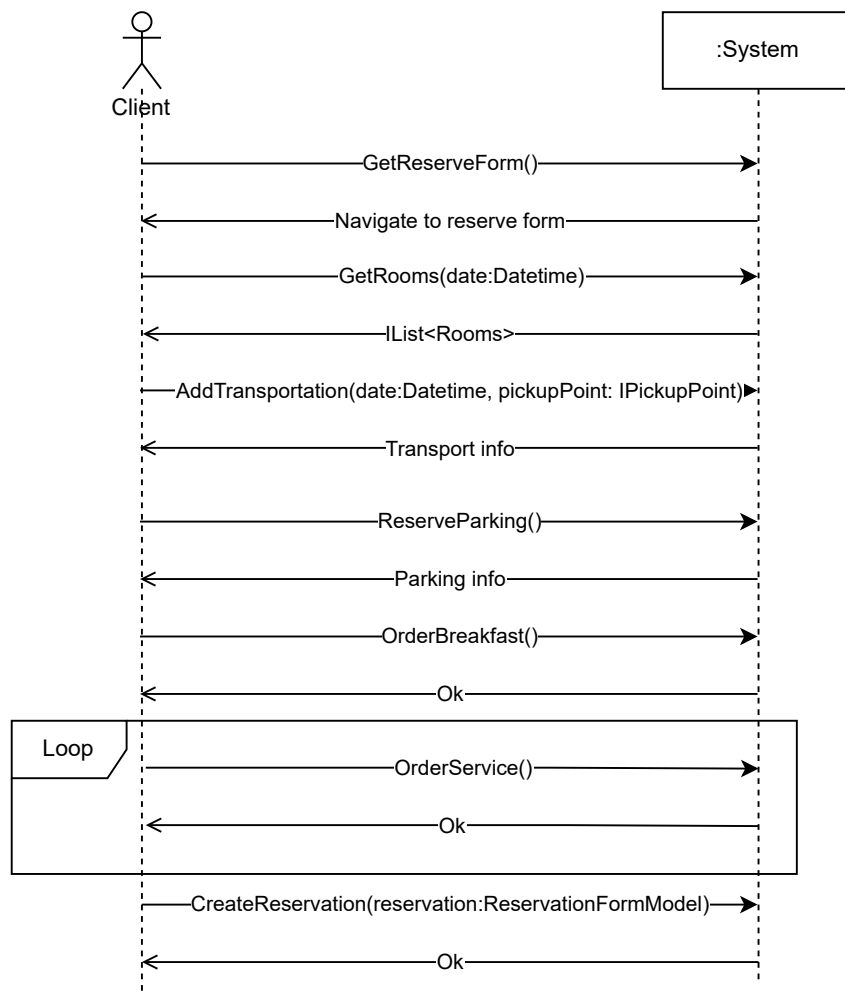 :System
Client
GetReserveForm()
Navigate to reserve form
GetRooms(date:Datetime)
IList<Rooms>
AddTransportation(date:Datetime, pickupPoint: IPickupPoint)
Transport info
ReserveParking()
Parking info
OrderBreakfast()
Ok
Loop
OrderService()
Ok
CreateReservation(reservation:ReservationFormModel)
Ok